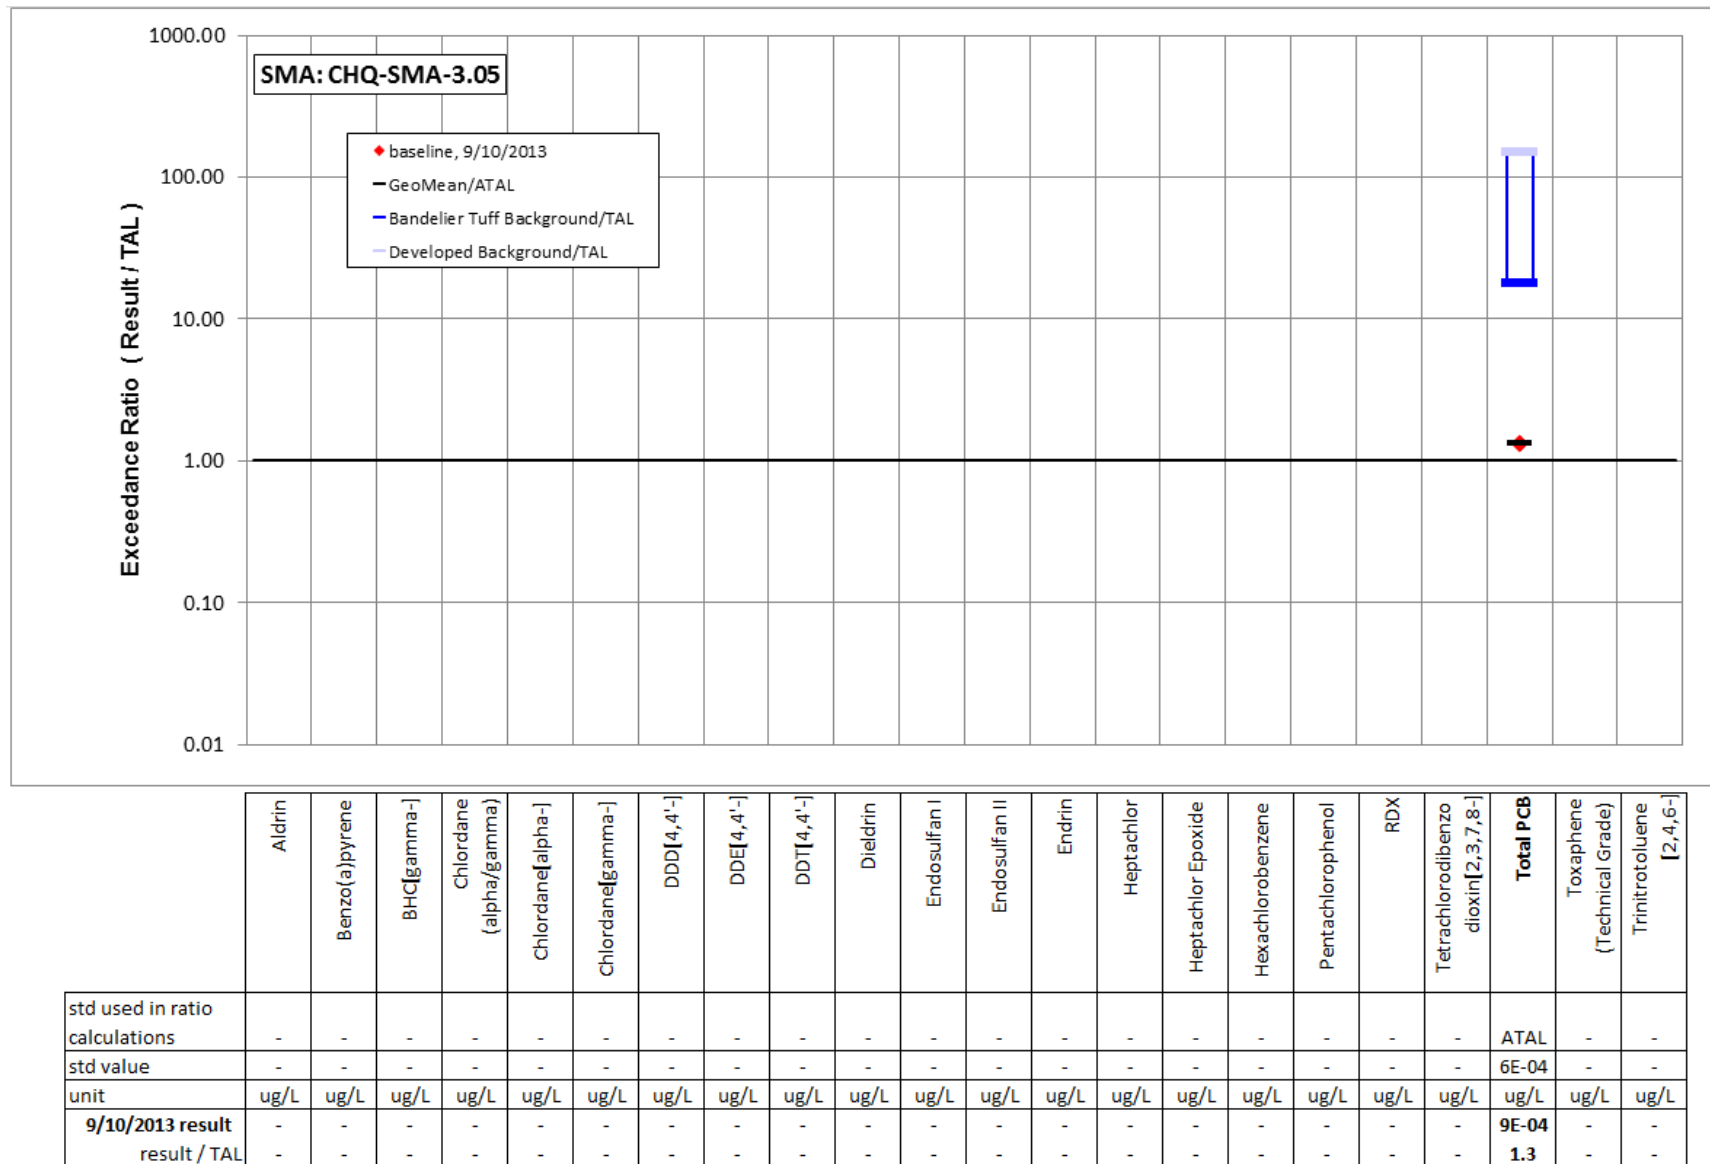 1000.00
SMA: CHQ-SMA-3.05
baseline, 9/10/2013
GeoMean/ATAL
Bandelier Tuff Background/TAL
Developed Background/TAL
100.00
10.00
1.00
0.10
0.01
Exceedance Ratio ( Result / TAL )
Aldrin
Benzo(a)pyrene
BHC[gamma-]
Chlordane
(alpha/gamma)
Chlordane[alpha-]
Chlordane[gamma-]
DDD[4,4'-]
DDE[4,4'-]
DDT[4,4'-]
Dieldrin
Endosulfan I
Endosulfan II
Endrin
Heptachlor
Heptachlor Epoxide
Hexachlorobenzene
Pentachlorophenol
RDX
Tetrachlorodibenzo
dioxin[2,3,7,8-]
Total PCB
Toxaphene
(Technical Grade)
Trinitrotoluene
[2,4,6-]
std used in ratio
calculations - - - - - - - - - - - - - - - - - - - ATAL - -
std value - - - - - - - - - - - - - - - - - - - 6E-04 - -
unit ug/L ug/L ug/L ug/L ug/L ug/L ug/L ug/L ug/L ug/L ug/L ug/L ug/L ug/L ug/L ug/L ug/L ug/L ug/L ug/L ug/L ug/L
9/10/2013 result - - - - - - - - - - - - - - - - - - - 9E-04 - -
result / TAL - - - - - - - - - - - - - - - - - - - 1.3 - -